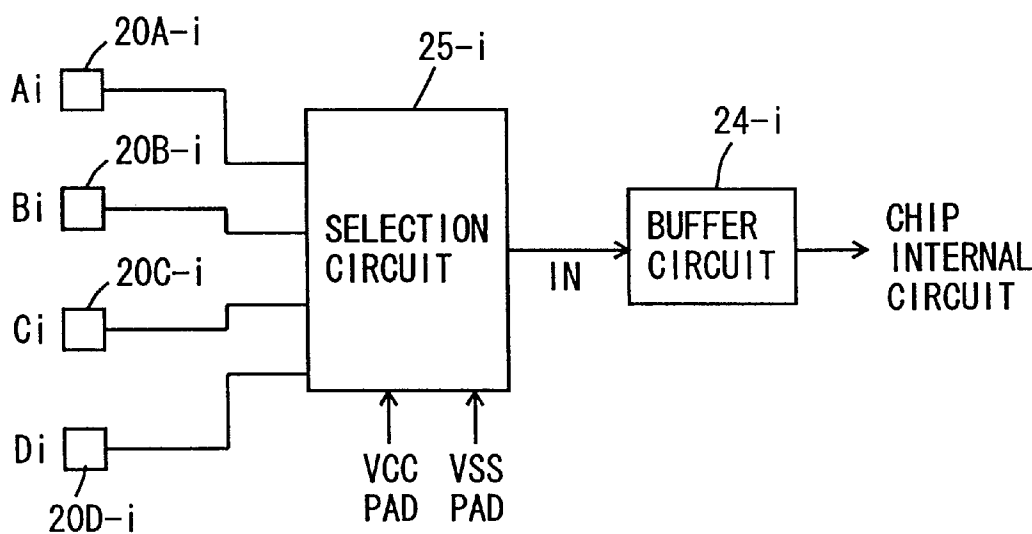 20A-i
Ai
25-i
20B-i
Bi
24-i
SELECTION
CIRCUIT
BUFFER
CIRCUIT
CHIP
INTERNAL
CIRCUIT
IN
20C-i
Ci
Di
20D-i
VCC
PAD
VSS
PAD